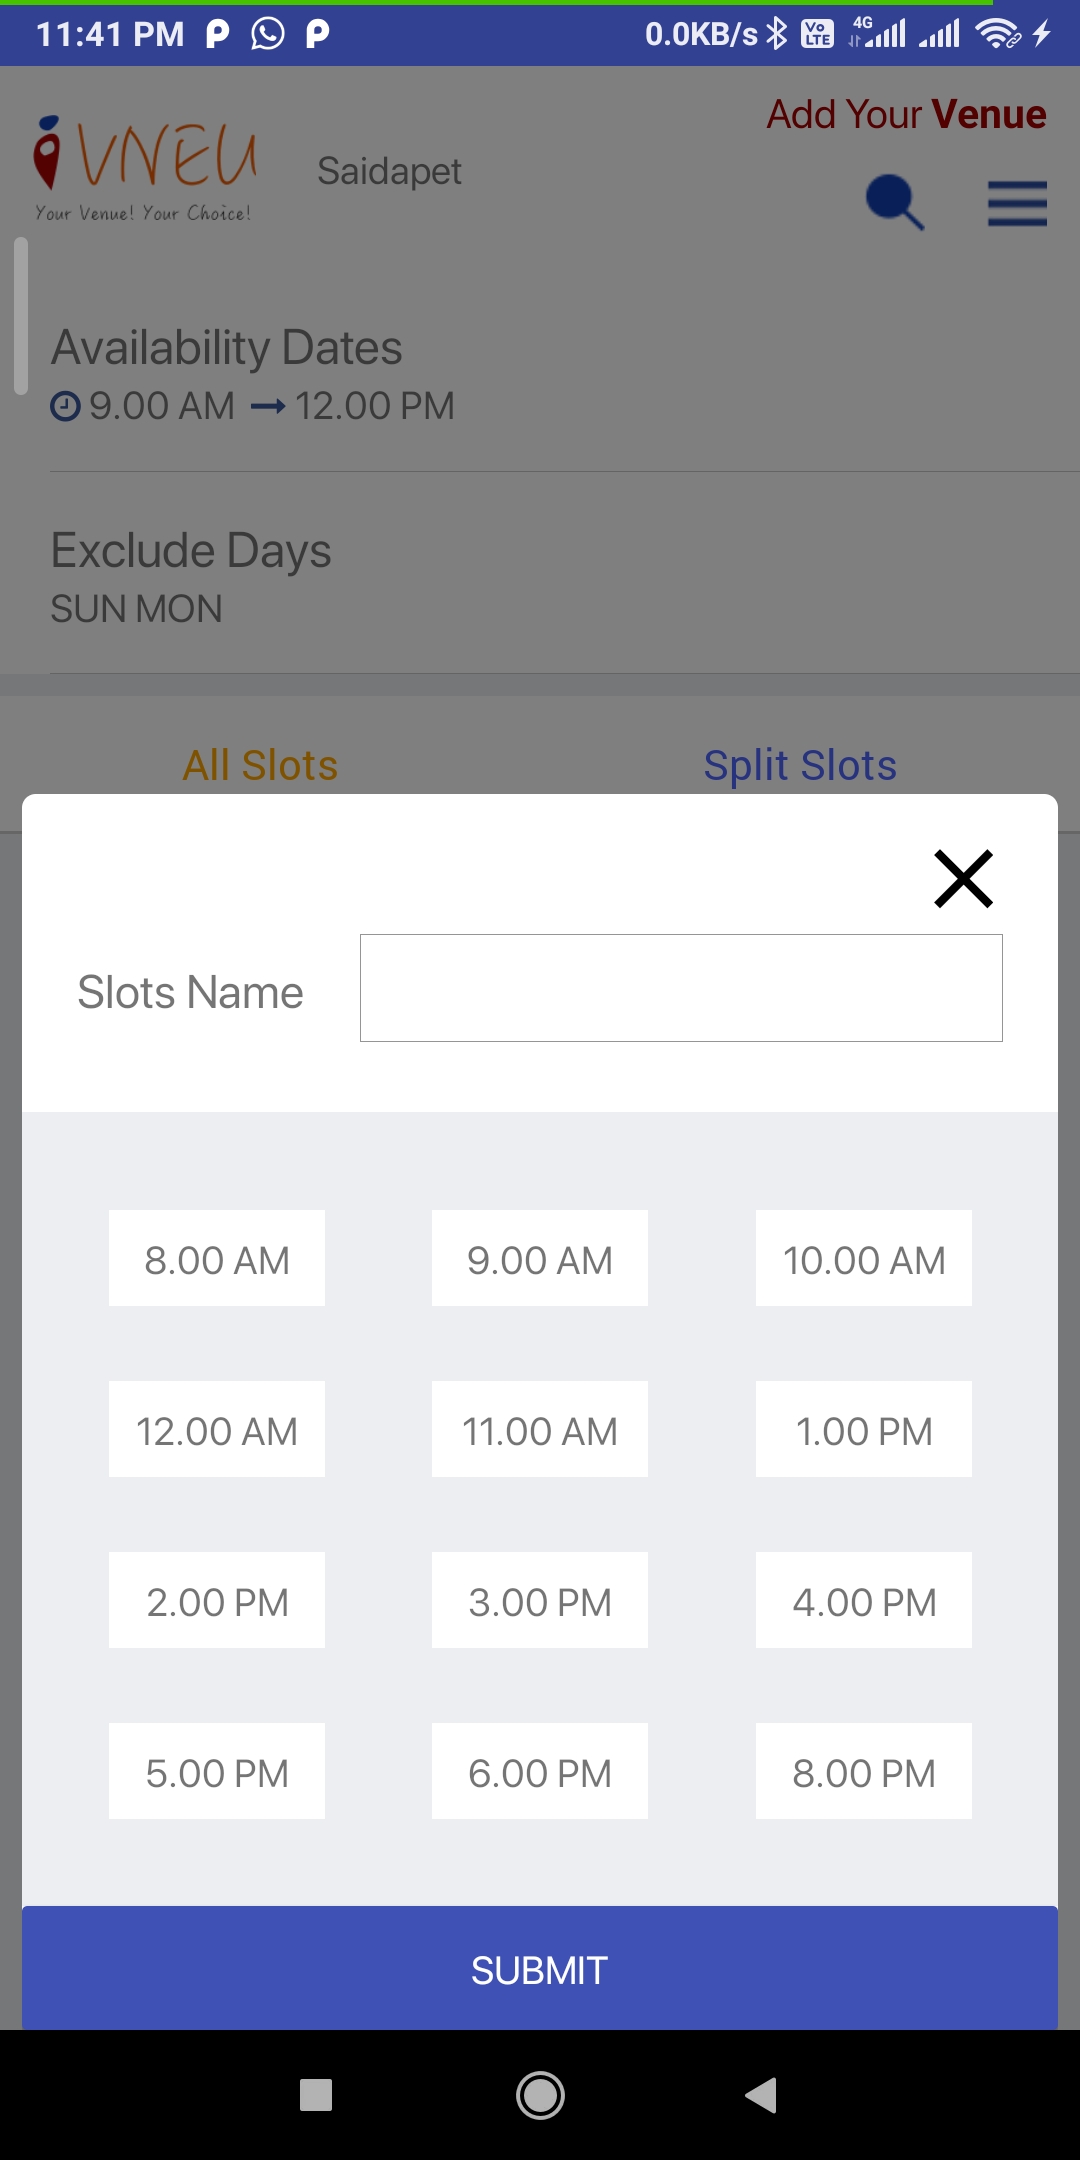 11:41 PM 0.0KB/s Vo LTE 4G
Add Your Venue
iVNEU
Saidapet
Your Venue! Your Choice!
Availability Dates
9.00 AM 12.00 PM
Exclude Days
SUN MON
All Slots Split Slots
Slots Name
8.00 AM 9.00 AM 10.00 AM
12.00 AM 11.00 AM 1.00 PM
2.00 PM 3.00 PM 4.00 PM
5.00 PM 6.00 PM 8.00 PM
SUBMIT